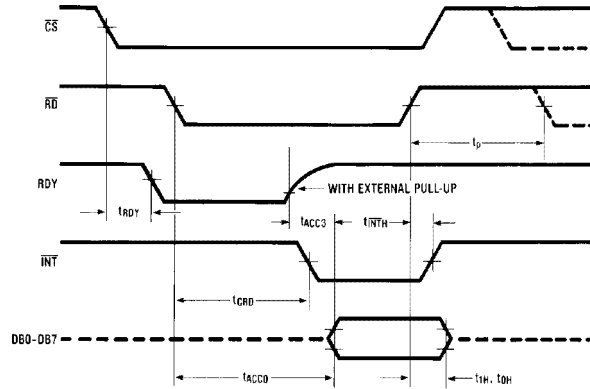 CS
RD
tp
RDY
WITH EXTERNAL PULL-UP
tRDY
tACC3
tINTH
INT
tCRD
DB0-DB7
tACC0
t1H, t0H